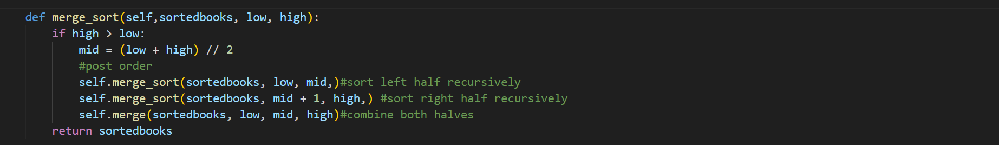 def merge_sort(self,sortedbooks, low, high):
    if high > low:
        mid = (low + high) // 2
        #post order
        self.merge_sort(sortedbooks, low, mid,)#sort left half recursively
        self.merge_sort(sortedbooks, mid + 1, high,) #sort right half recursively
        self.merge(sortedbooks, low, mid, high)#combine both halves
    return sortedbooks